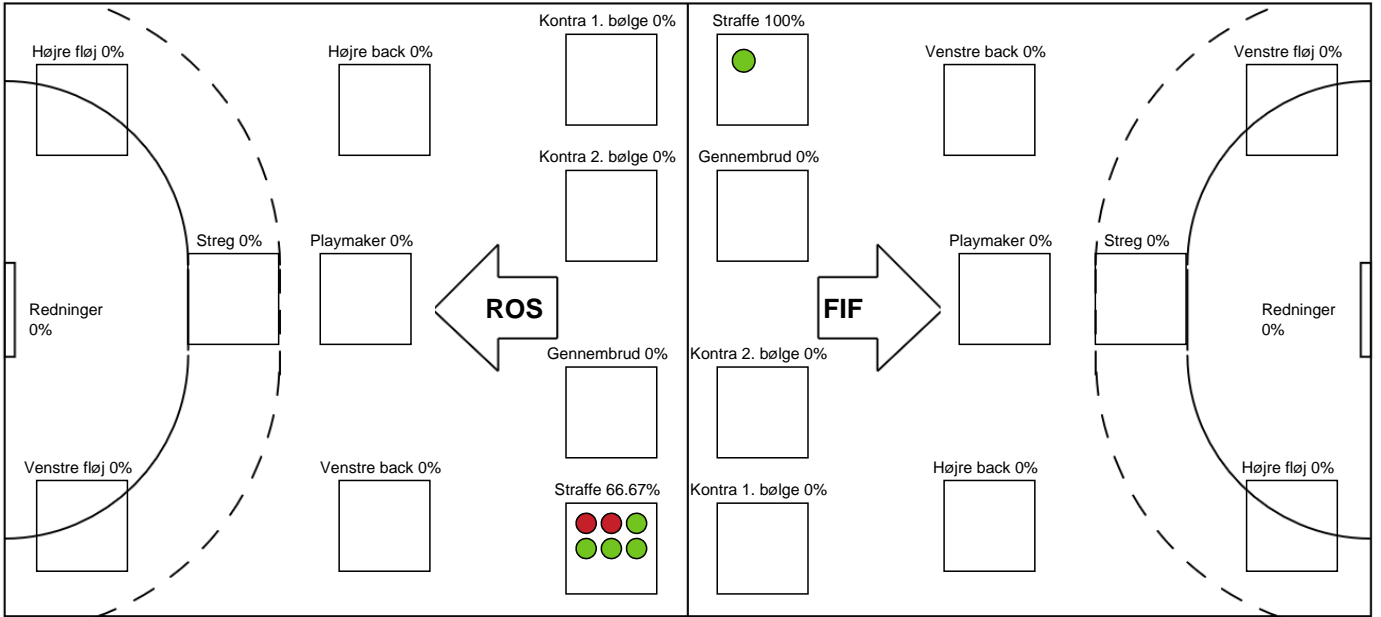 Kontra 1. bølge 0%
Straffe 100%
Højre fløj 0%
Højre back 0%
Venstre back 0%
Venstre fløj 0%
Kontra 2. bølge 0%
Gennembrud 0%
Streg 0%
Playmaker 0%
Playmaker 0%
Streg 0%
Redninger
0%
ROS
FIF
Redninger
0%
Gennembrud 0%
Kontra 2. bølge 0%
Venstre fløj 0%
Venstre back 0%
Højre back 0%
Højre fløj 0%
Straffe 66.67%
Kontra 1. bølge 0%